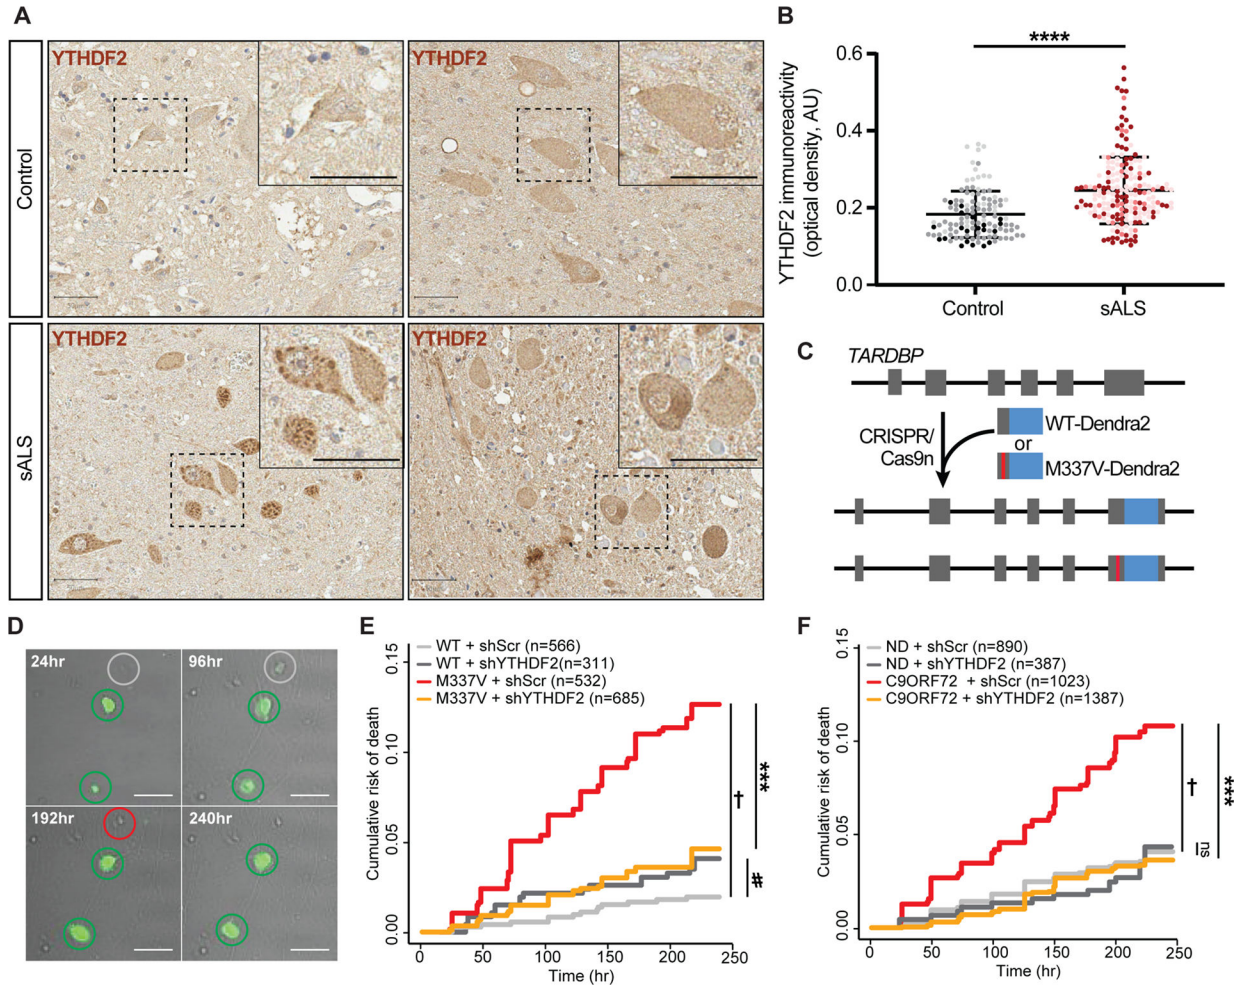 A
Control
YTHDF2
YTHDF2
sALS
YTHDF2
YTHDF2
B
YTHDF2 immunoreactivity
(optical density, AU)
0.6
0.4
0.2
0.0
****
Control
sALS
C
TARDBP
CRISPR/
Cas9n
WT-Dendra2
or
M337V-Dendra2
D
24hr
96hr
192hr
240hr
E
WT + shScr (n=566)
WT + shYTHDF2(n=311)
M337V + shScr (n=532)
M337V + shYTHDF2 (n=685)
Cumulative risk of death
0.15
0.10
0.05
0.00
0
50
100
150
200
250
Time (hr)
†
***
#
F
ND + shScr (n=890)
ND + shYTHDF2 (n=387)
C9ORF72 + shScr (n=1023)
C9ORF72 + shYTHDF2 (n=1387)
Cumulative risk of death
0.15
0.10
0.05
0.00
0
50
100
150
200
250
Time (hr)
†
***
ns